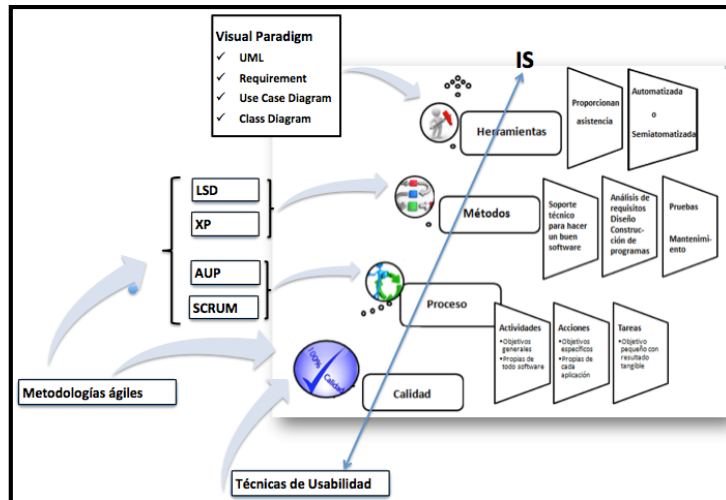 Visual Paradigm
✓ UML
✓ Requirement
✓ Use Case Diagram
✓ Class Diagram
IS
Herramientas
Proporcionan
asistencia
Automatizada
o
Semiatomatizada
LSD
XP
AUP
SCRUM
Métodos
Soporte
técnico
para hacer
un buen
software
Análisis de
requisitos
Diseño
Construc-
ción de
programas
Pruebas
Mantenimi-
ento
Proceso
Actividades
•Objetivos
generales
•Propias de
todo software
Acciones
•Objetivos
específicos
•Propias de
cada
aplicación
Tareas
•Objetivo
pequeño con
resultado
tangible
100%
Calidad
Calidad
Metodologías ágiles
Técnicas de Usabilidad